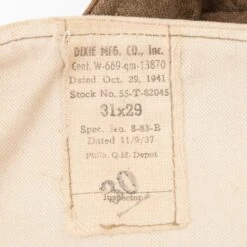 DIXIE MFG. CO., Inc.
Cont. W-669-qm-13870
Dated Oct. 29, 1941
Stock No. 55-T-82045
31x29
Spec. No. 8-83-B
Dated 11/9/37
Phila. Q.M. Depot
20
Inspector